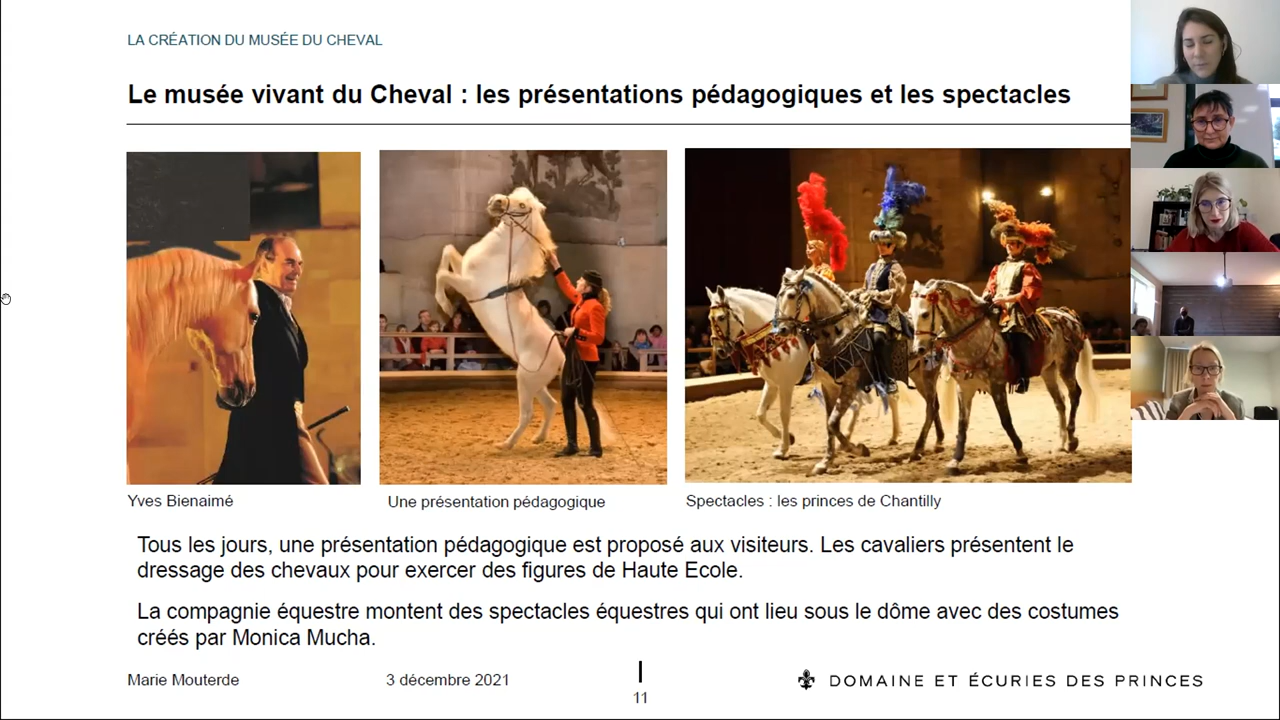 LA CRÉATION DU MUSÉE DU CHEVAL
Le musée vivant du Cheval : les présentations pédagogiques et les spectacles
Yves Bienaimé
Une présentation pédagogique
Spectacles : les princes de Chantilly
Tous les jours, une présentation pédagogique est proposé aux visiteurs. Les cavaliers présentent le
dressage des chevaux pour exercer des figures de Haute Ecole.
La compagnie équestre montent des spectacles équestres qui ont lieu sous le dôme avec des costumes
créés par Monica Mucha.
Marie Mouterde
3 décembre 2021
11
DOMAINE ET ÉCURIES DES PRINCES